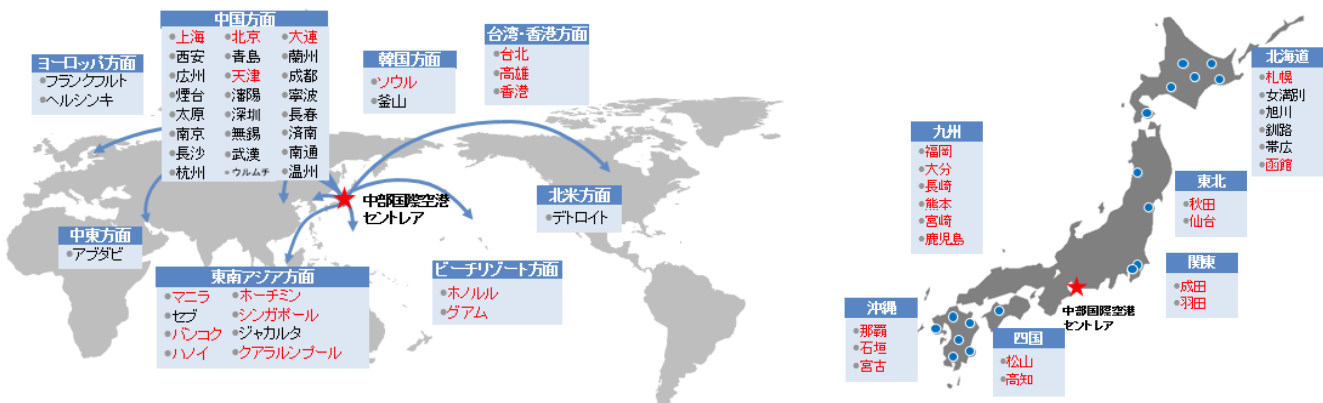 中国方面
●上海 ●北京 ●大連
●西安 ●青島 ●蘭州
●広州 ●天津 ●成都
●煙台 ●瀋陽 ●寧波
●太原 ●深圳 ●長春
●南京 ●無錫 ●済南
●長沙 ●武漢 ●南通
●杭州 ●ウルムチ ●温州
ヨーロッパ方面
●フランクフルト
●ヘルシンキ
韓国方面
●ソウル
●釜山
台湾・香港方面
●台北
●高雄
●香港
中部国際空港
セントレア
北米方面
●デトロイト
中東方面
●アブダビ
東南アジア方面
●マニラ ●ホーチミン
●セブ ●シンガポール
●バンコク ●ジャカルタ
●ハノイ ●クアラルンプール
ビーチリゾート方面
●ホノルル
●グアム
北海道
●札幌
●女満別
●旭川
●釧路
●帯広
●函館
九州
●福岡
●大分
●長崎
●熊本
●宮崎
●鹿児島
東北
●秋田
●仙台
関東
●成田
●羽田
中部国際空港
セントレア
沖縄
●那覇
●石垣
●宮古
四国
●松山
●高知